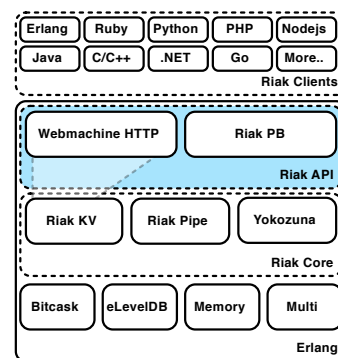 Erlang Ruby Python PHP Nodejs
Java C/C++ .NET Go More..
Riak Clients
Webmachine HTTP Riak PB
Riak API
Riak KV Riak Pipe Yokozuna
Riak Core
Bitcask eLevelDB Memory Multi
Erlang